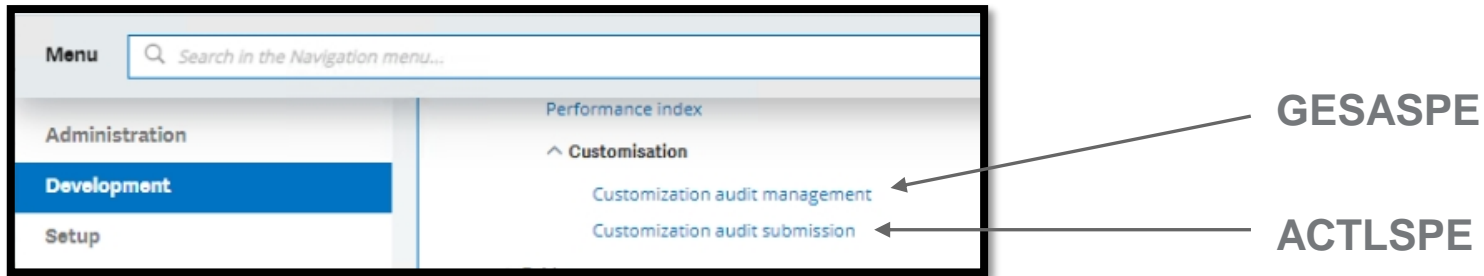 Menu
Search in the Navigation menu...
Performance index
Administration
Customisation
Development
Customization audit management
Setup
Customization audit submission
GESASPE
ACTLSPE